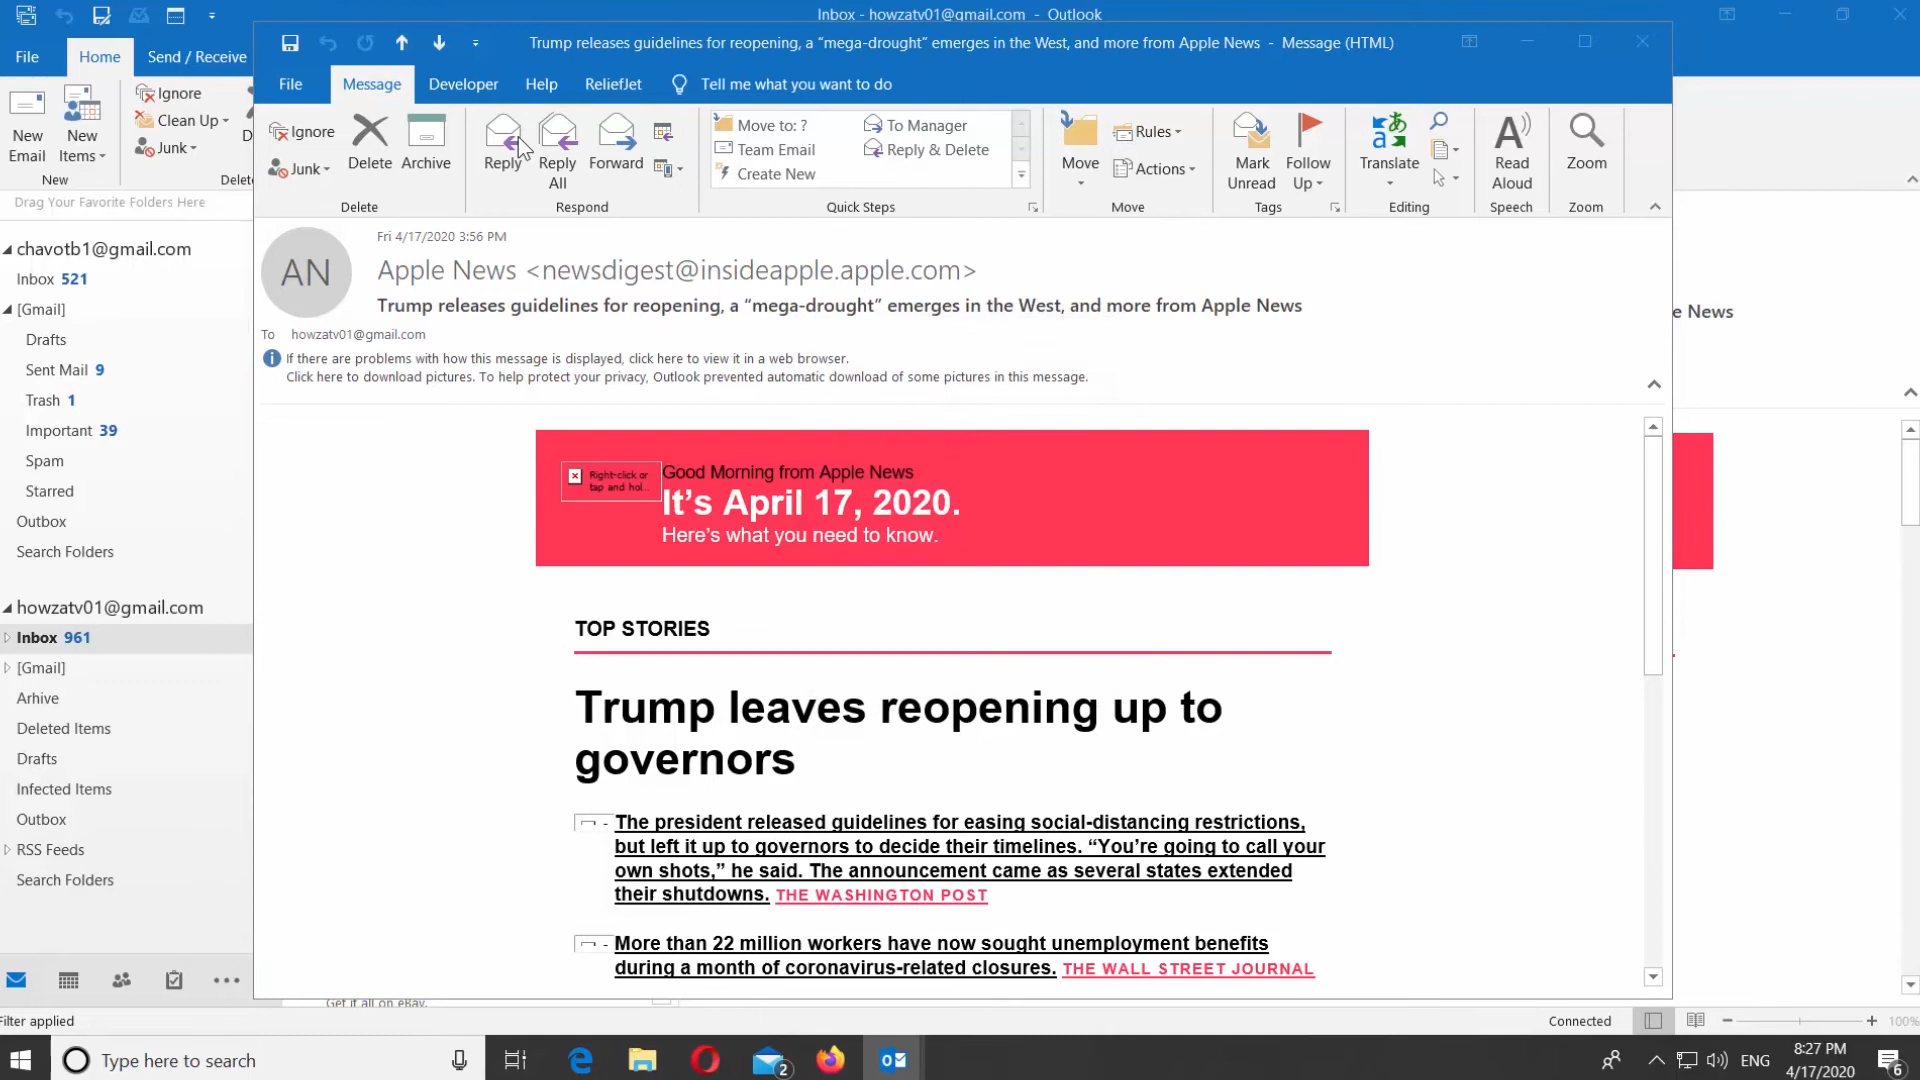 Inbox - howzatv01@gmail.com - Outlook
File
Home
Send / Receive
New Email
New Items
New
Ignore
Clean Up
Junk
Delet
Drag Your Favorite Folders Here
chavotb1@gmail.com
Inbox 521
[Gmail]
Drafts
Sent Mail 9
Trash 1
Important 39
Spam
Starred
Outbox
Search Folders
howzatv01@gmail.com
Inbox 961
[Gmail]
Arhive
Deleted Items
Drafts
Infected Items
Outbox
RSS Feeds
Search Folders
Trump releases guidelines for reopening, a “mega-drought” emerges in the West, and more from Apple News - Message (HTML)
File
Message
Developer
Help
ReliefJet
Tell me what you want to do
Ignore
Junk
Delete
Archive
Delete
Reply
Reply All
Forward
Respond
Move to: ?
Team Email
Create New
To Manager
Reply & Delete
Quick Steps
Move
Rules
Actions
Move
Mark Unread
Follow Up
Tags
Translate
Editing
Read Aloud
Speech
Zoom
Zoom
AN
Fri 4/17/2020 3:56 PM
Apple News <newsdigest@insideapple.apple.com>
Trump releases guidelines for reopening, a “mega-drought” emerges in the West, and more from Apple News
To howzatv01@gmail.com
If there are problems with how this message is displayed, click here to view it in a web browser.
Click here to download pictures. To help protect your privacy, Outlook prevented automatic download of some pictures in this message.
e News
Right-click or
tap and hol...
Good Morning from Apple News
It’s April 17, 2020.
Here’s what you need to know.
TOP STORIES
Trump leaves reopening up to
governors
The president released guidelines for easing social-distancing restrictions,
but left it up to governors to decide their timelines. “You’re going to call your
own shots,” he said. The announcement came as several states extended
their shutdowns. THE WASHINGTON POST
More than 22 million workers have now sought unemployment benefits
during a month of coronavirus-related closures. THE WALL STREET JOURNAL
Get it all on eBay.
Filter applied
Connected
100%
Type here to search
2
ENG
8:27 PM
4/17/2020
6